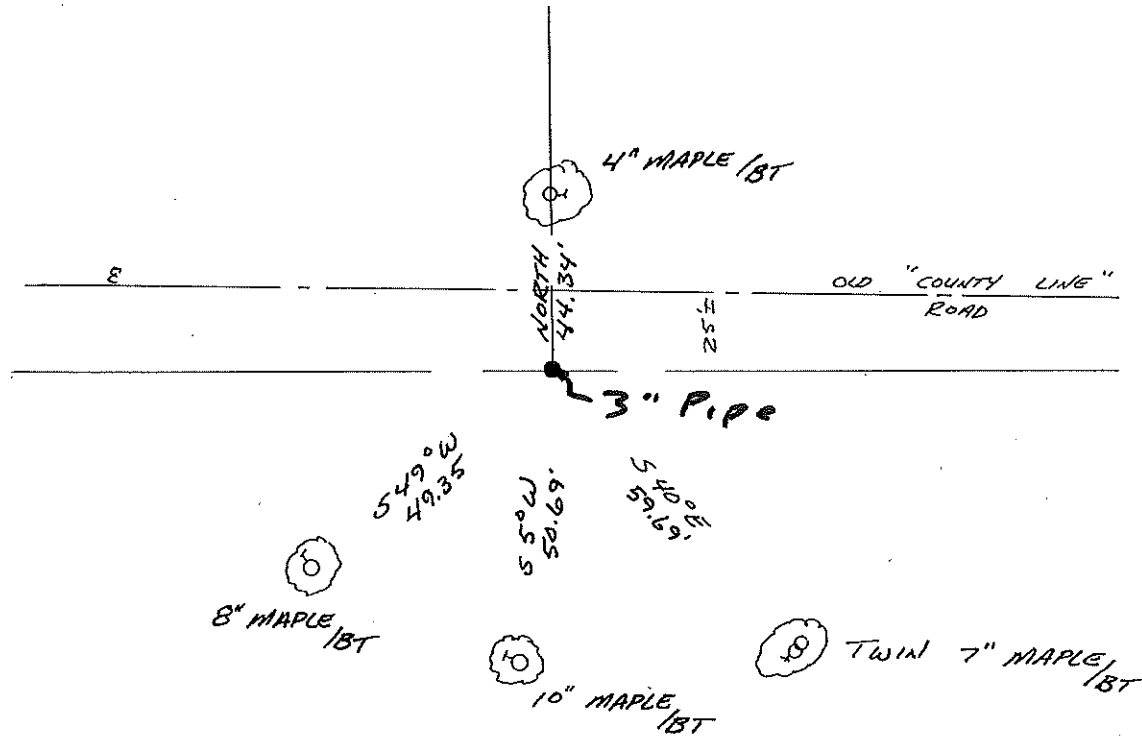 4" MAPLE /BT
NORTH
44.34'
OLD "COUNTY LINE"
ROAD
25'±
3" Pipe
S 49° W
49.35
S 5° W
50.69'
S 40° E
59.69'
8" MAPLE /BT
10" MAPLE /BT
TWIN 7" MAPLE /BT